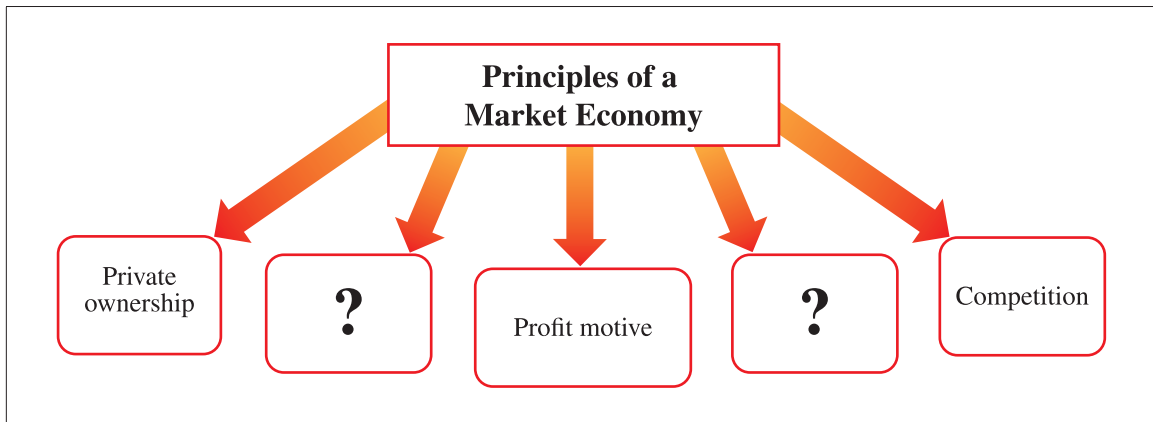 Principles of a
Market Economy
Private
ownership
?
Profit motive
?
Competition